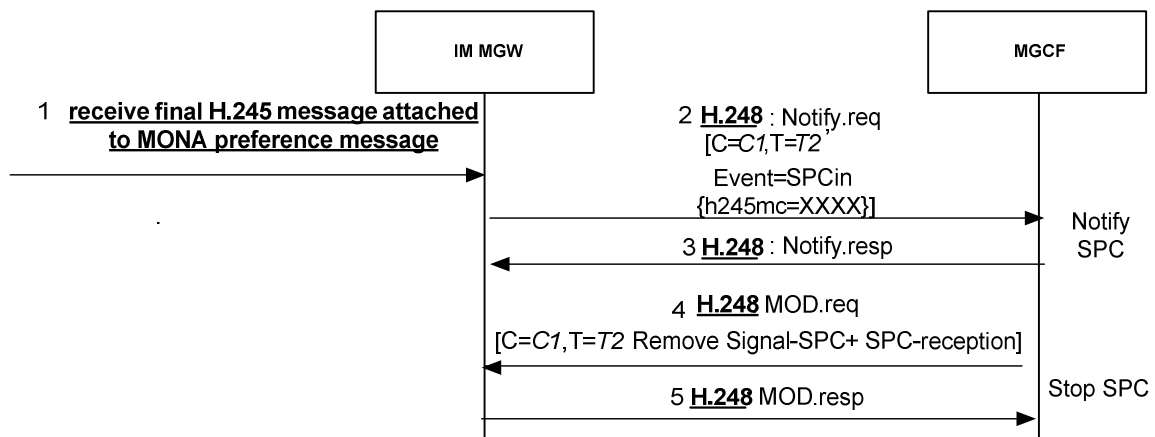 IM MGW
MGCF
1 receive final H.245 message attached
to MONA preference message
2 H.248 : Notify.req
[C=C1,T=T2,
Event=SPCin
{h245mc=XXXX}]
Notify
SPC
3 H.248 : Notify.resp
4 H.248 MOD.req
[C=C1,T=T2 Remove Signal-SPC+ SPC-reception]
Stop SPC
5 H.248 MOD.resp
.